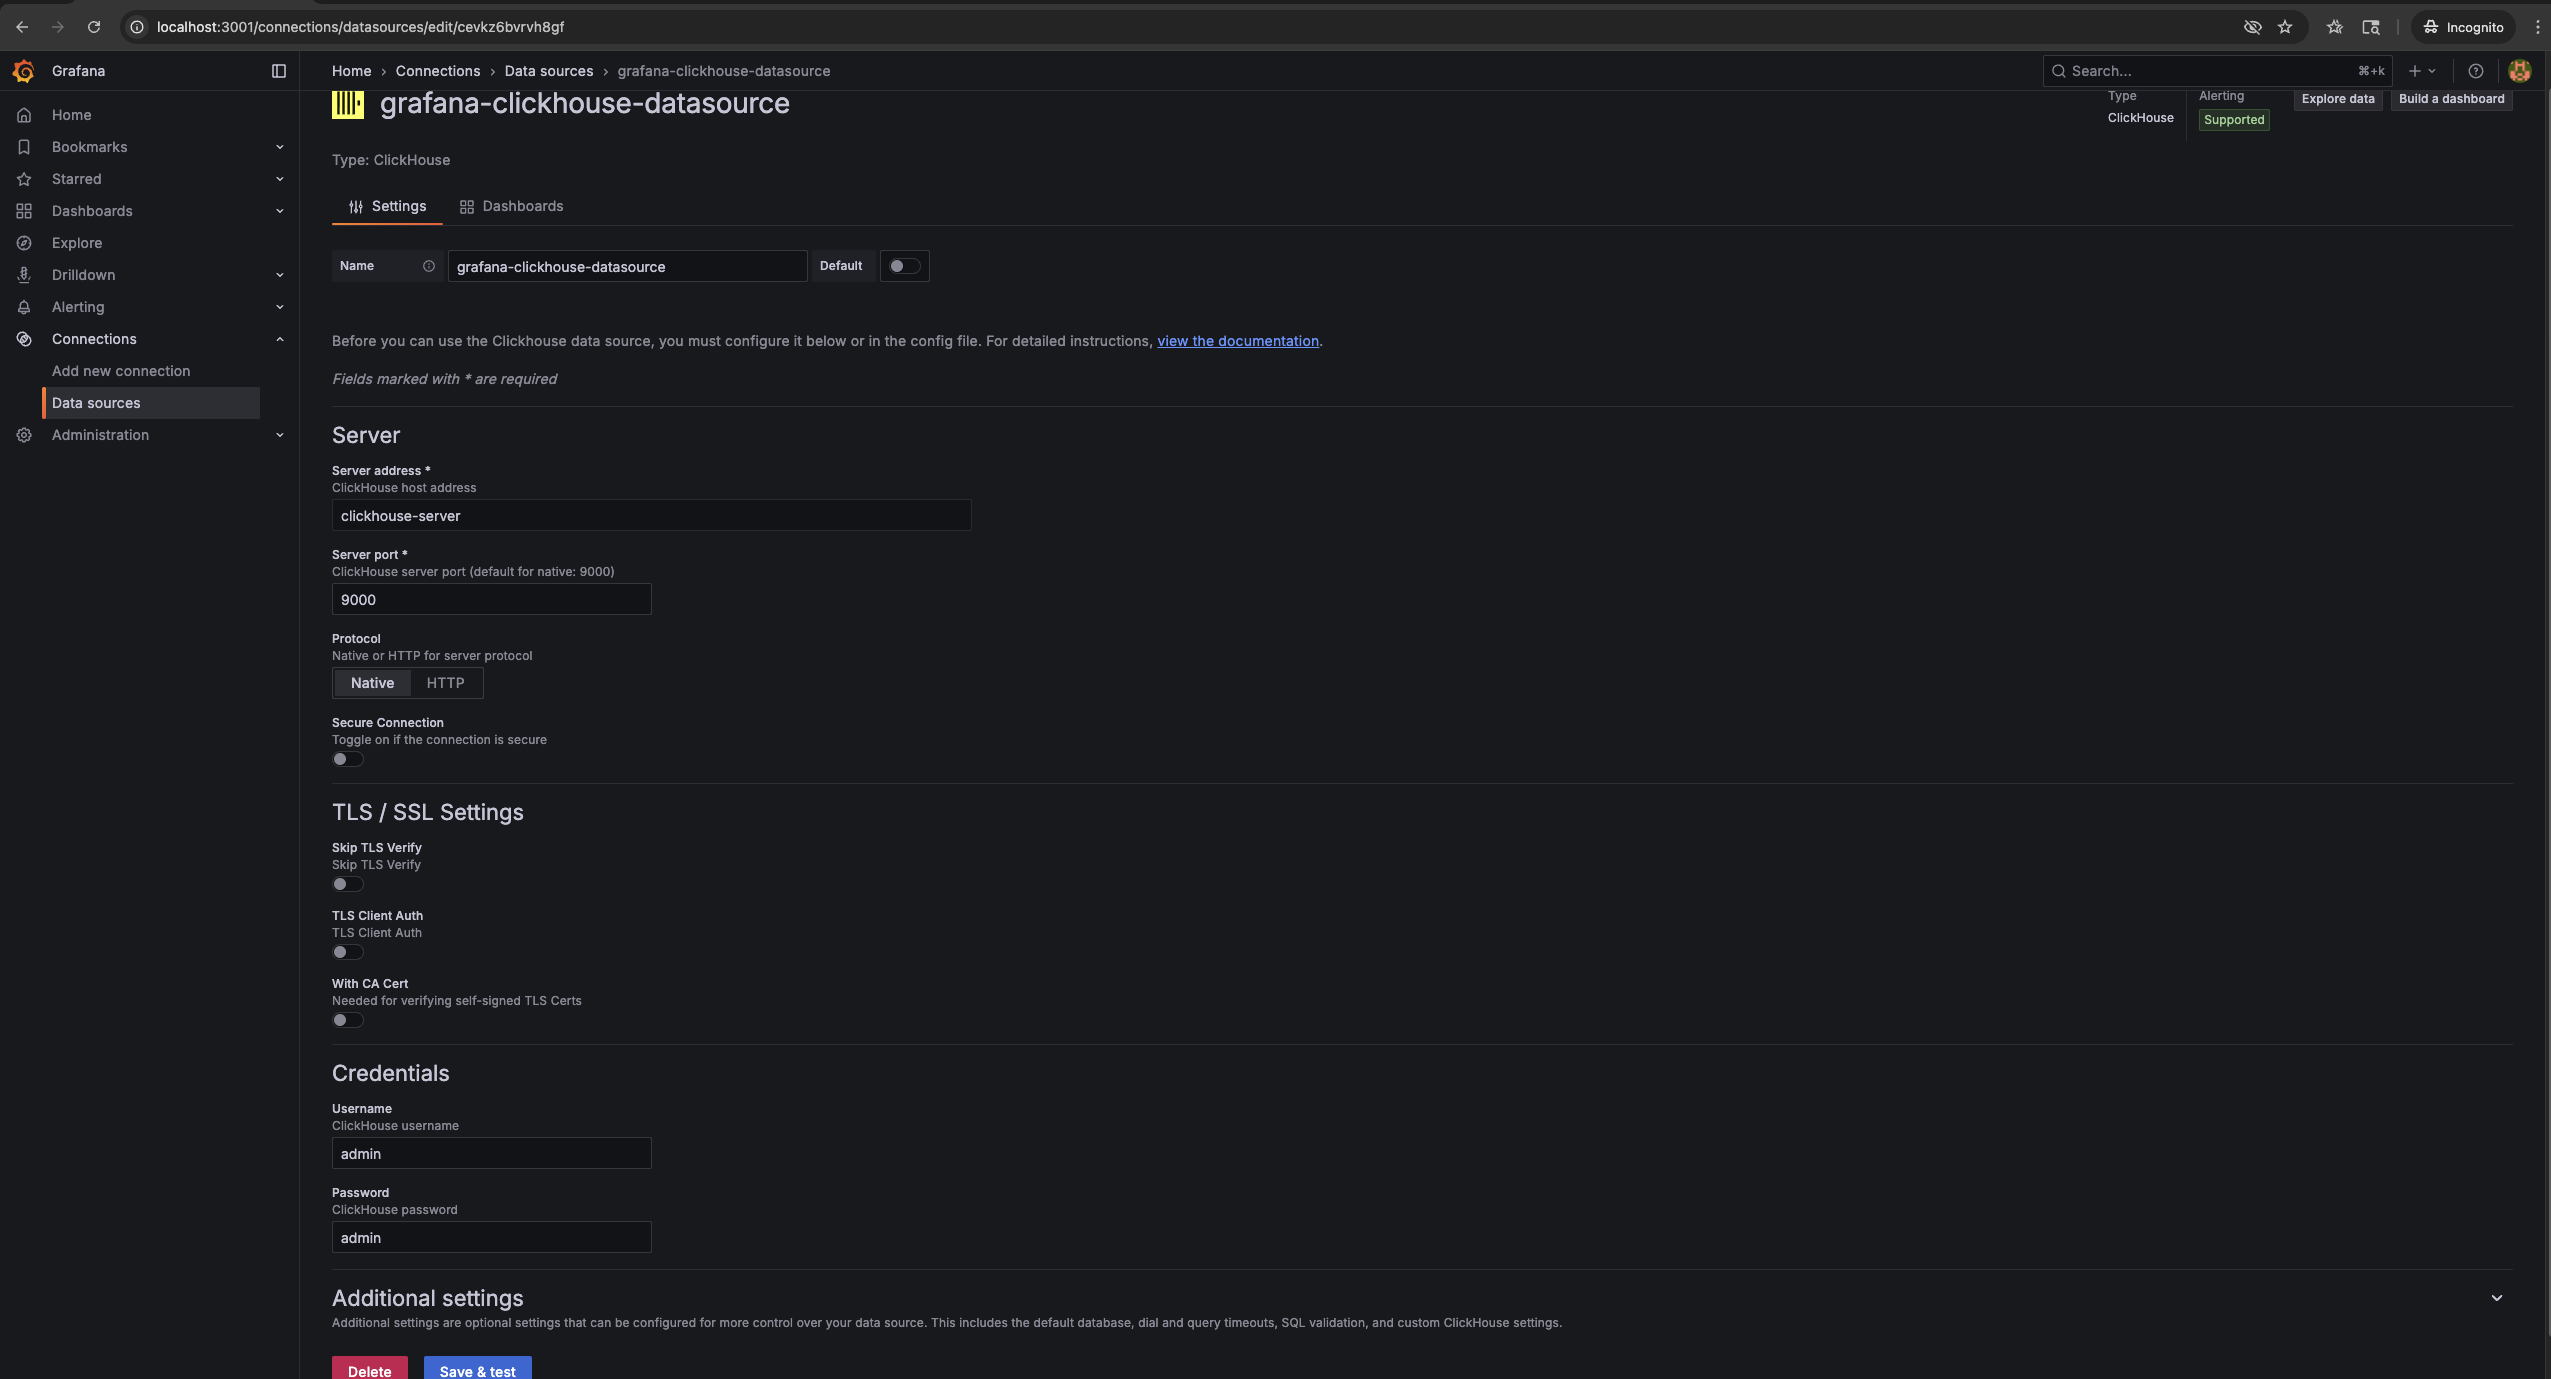 localhost:3001/connections/datasources/edit/cevkz6bvrvh8gf
Incognito
Grafana
Home › Connections › Data sources › grafana-clickhouse-datasource
Search...
⌘+k
Home
Bookmarks
Starred
Dashboards
Explore
Drilldown
Alerting
Connections
Add new connection
Data sources
Administration
grafana-clickhouse-datasource
Type
ClickHouse
Alerting
Supported
Explore data
Build a dashboard
Type: ClickHouse
Settings
Dashboards
Name
grafana-clickhouse-datasource
Default
Before you can use the Clickhouse data source, you must configure it below or in the config file. For detailed instructions, view the documentation.
Fields marked with * are required
Server
Server address *
ClickHouse host address
clickhouse-server
Server port *
ClickHouse server port (default for native: 9000)
9000
Protocol
Native or HTTP for server protocol
Native HTTP
Secure Connection
Toggle on if the connection is secure
TLS / SSL Settings
Skip TLS Verify
Skip TLS Verify
TLS Client Auth
TLS Client Auth
With CA Cert
Needed for verifying self-signed TLS Certs
Credentials
Username
ClickHouse username
admin
Password
ClickHouse password
admin
Additional settings
Additional settings are optional settings that can be configured for more control over your data source. This includes the default database, dial and query timeouts, SQL validation, and custom ClickHouse settings.
Delete
Save & test